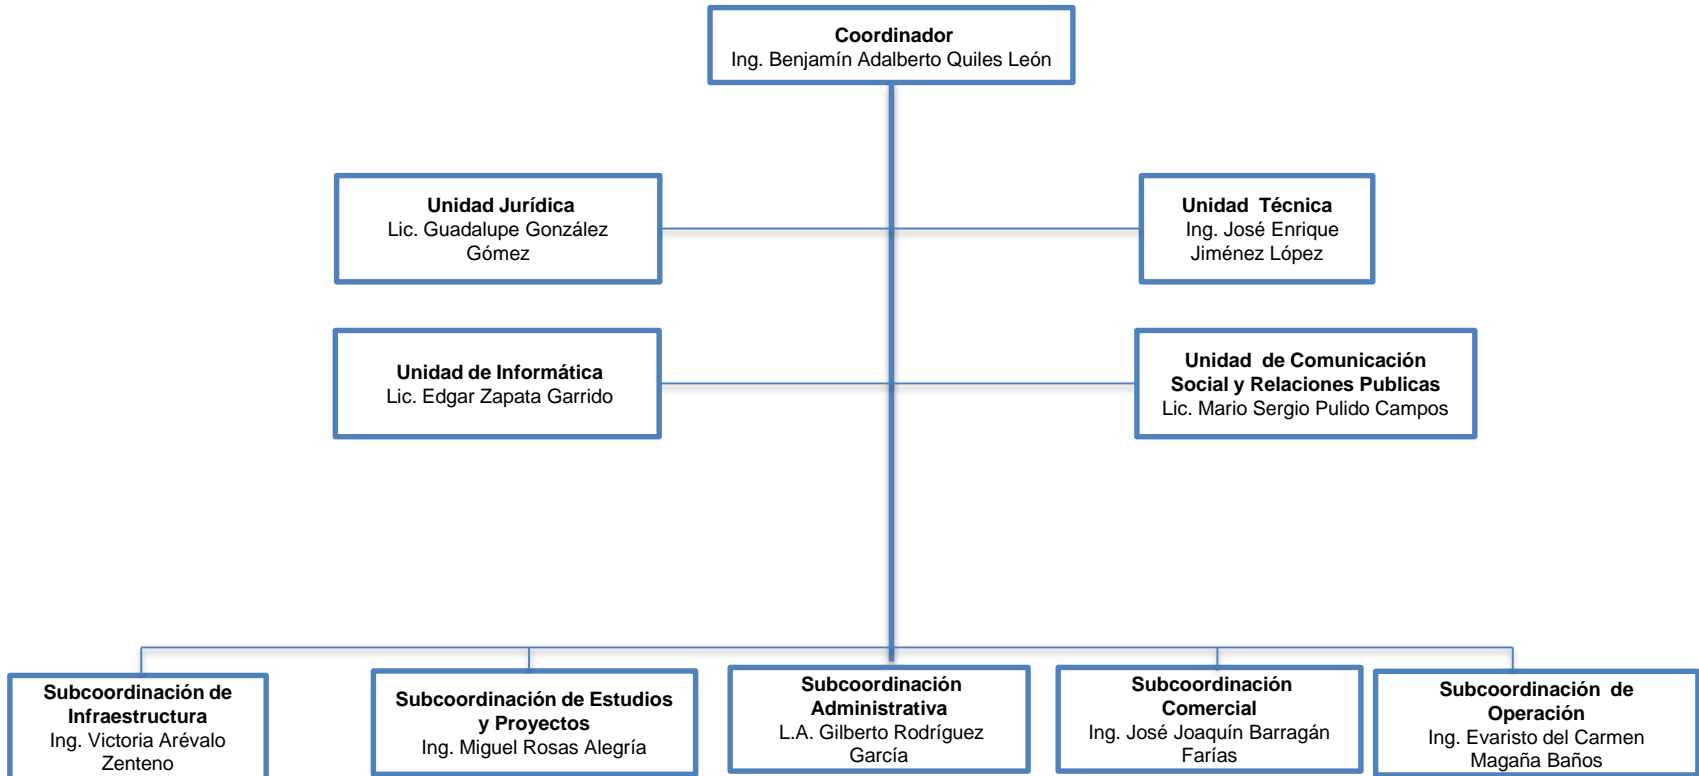 Coordinador
Ing. Benjamín Adalberto Quiles León
Unidad Jurídica
Lic. Guadalupe González
Gómez
Unidad Técnica
Ing. José Enrique
Jiménez López
Unidad de Informática
Lic. Edgar Zapata Garrido
Unidad de Comunicación
Social y Relaciones Publicas
Lic. Mario Sergio Pulido Campos
Subcoordinación de
Infraestructura
Ing. Victoria Arévalo
Zenteno
Subcoordinación de Estudios
y Proyectos
Ing. Miguel Rosas Alegría
Subcoordinación
Administrativa
L.A. Gilberto Rodríguez
García
Subcoordinación
Comercial
Ing. José Joaquín Barragán
Farías
Subcoordinación de
Operación
Ing. Evaristo del Carmen
Magaña Baños